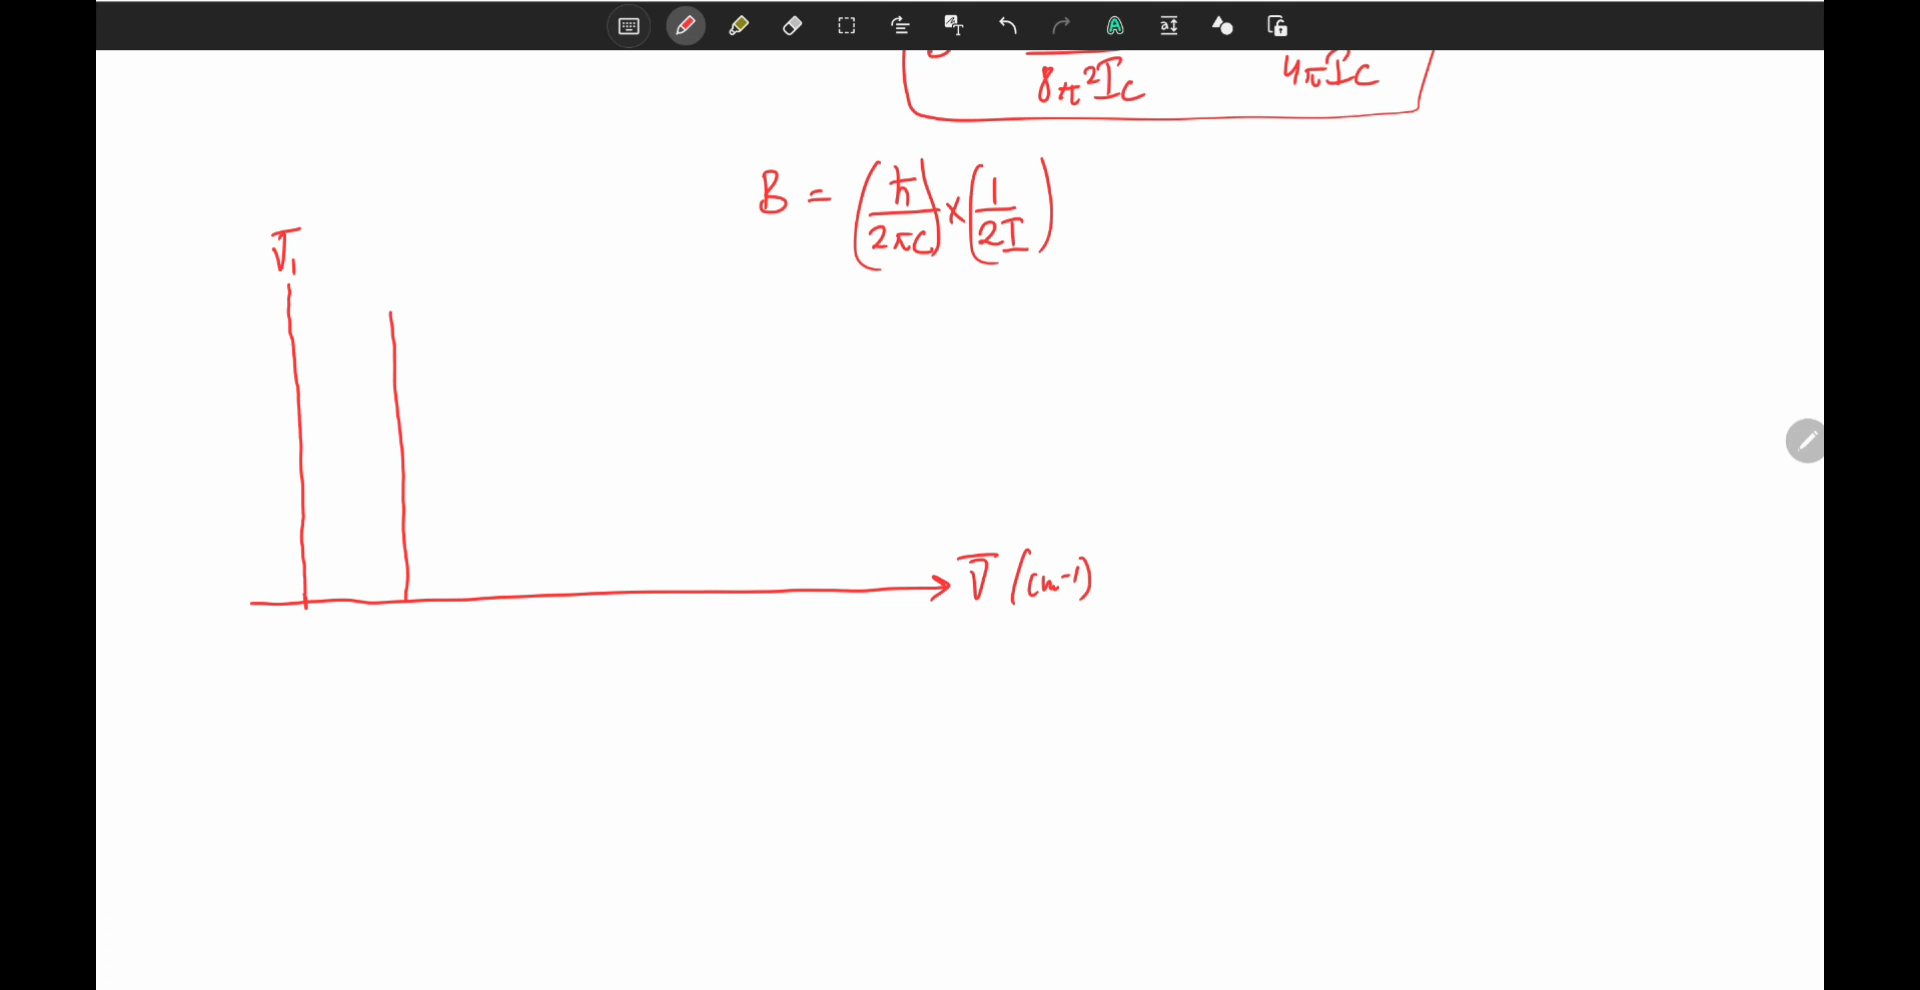 8π²Ic 4πIc
B = (ħ/2πc) × (1/2I)
ν̄₁
ν̄ (cm-1)